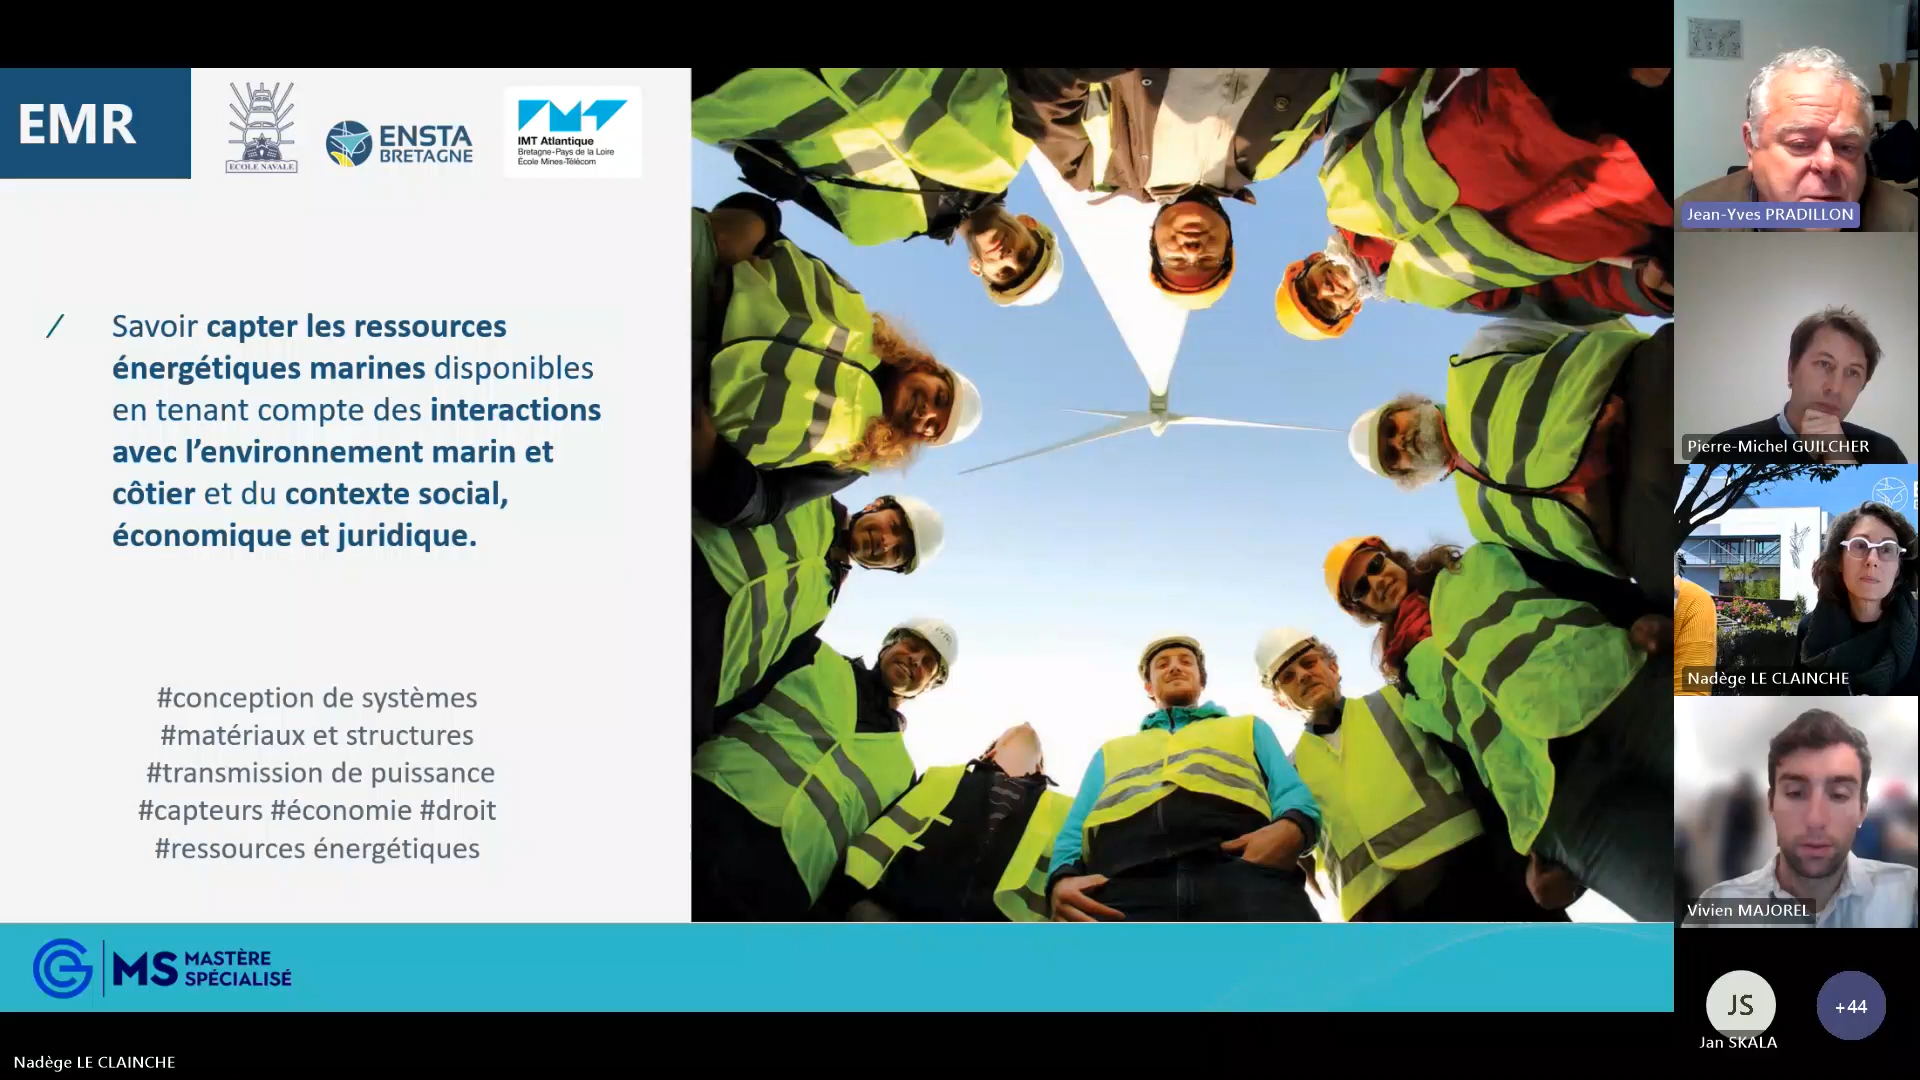 EMR
ECOLE NAVALE
ENSTA
BRETAGNE
IMT Atlantique
Bretagne-Pays de la Loire
École Mines-Télécom
/ Savoir capter les ressources
énergétiques marines disponibles
en tenant compte des interactions
avec l’environnement marin et
côtier et du contexte social,
économique et juridique.
#conception de systèmes
#matériaux et structures
#transmission de puissance
#capteurs #économie #droit
#ressources énergétiques
MS MASTÈRE
SPÉCIALISÉ
Nadège LE CLAINCHE
Jean-Yves PRADILLON
Pierre-Michel GUILCHER
Nadège LE CLAINCHE
Vivien MAJOREL
JS
Jan SKALA
+44